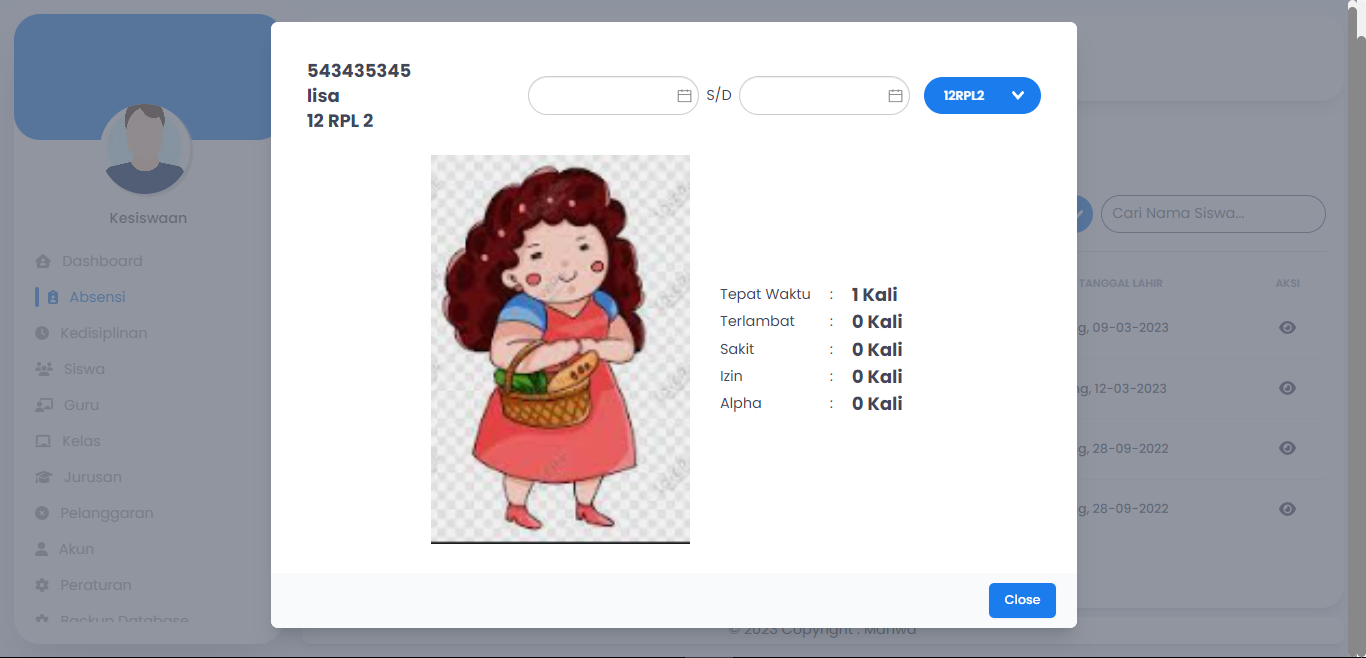 543435345
lisa
12 RPL 2
S/D
12RPL2
Tepat Waktu : 1 Kali
Terlambat : 0 Kali
Sakit : 0 Kali
Izin : 0 Kali
Alpha : 0 Kali
Close
Kesiswaan
Dashboard
Absensi
Kedisiplinan
Siswa
Guru
Kelas
Jurusan
Pelanggaran
Akun
Peraturan
Backup Database
Cari Nama Siswa...
TANGGAL LAHIR AKSI
g, 09-03-2023
g, 12-03-2023
g, 28-09-2022
g, 28-09-2022
© 2023 Copyright : Marwa